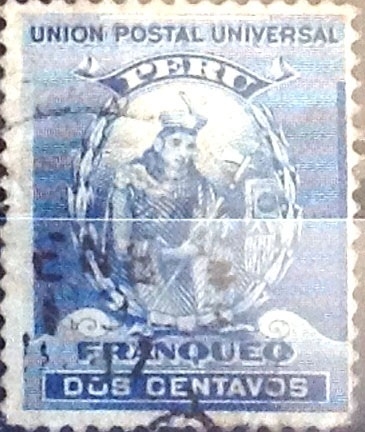 UNION POSTAL UNIVERSAL
PERU
FRANQUEO
DOS CENTAVOS